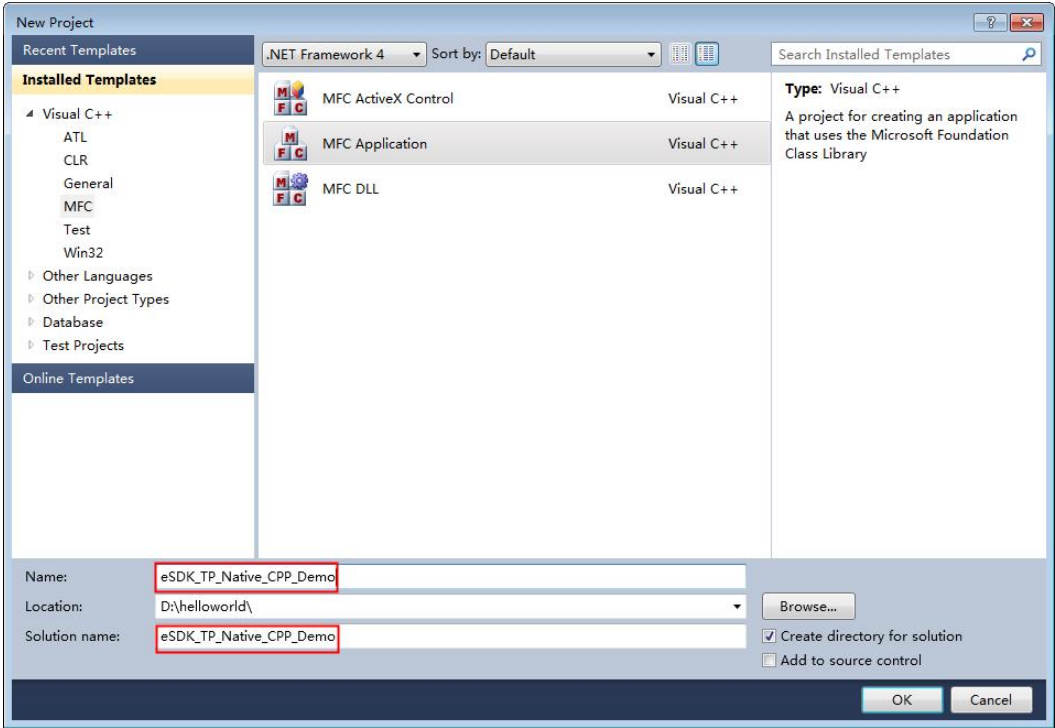 New Project
Recent Templates
.NET Framework 4
Sort by: Default
Search Installed Templates
Installed Templates
Visual C++
ATL
CLR
General
MFC
Test
Win32
Other Languages
Other Project Types
Database
Test Projects
Online Templates
MFC ActiveX Control Visual C++
MFC Application Visual C++
MFC DLL Visual C++
Type: Visual C++
A project for creating an application
that uses the Microsoft Foundation
Class Library
Name: eSDK_TP_Native_CPP_Demo
Location: D:\helloworld\ Browse...
Solution name: eSDK_TP_Native_CPP_Demo
Create directory for solution
Add to source control
OK Cancel